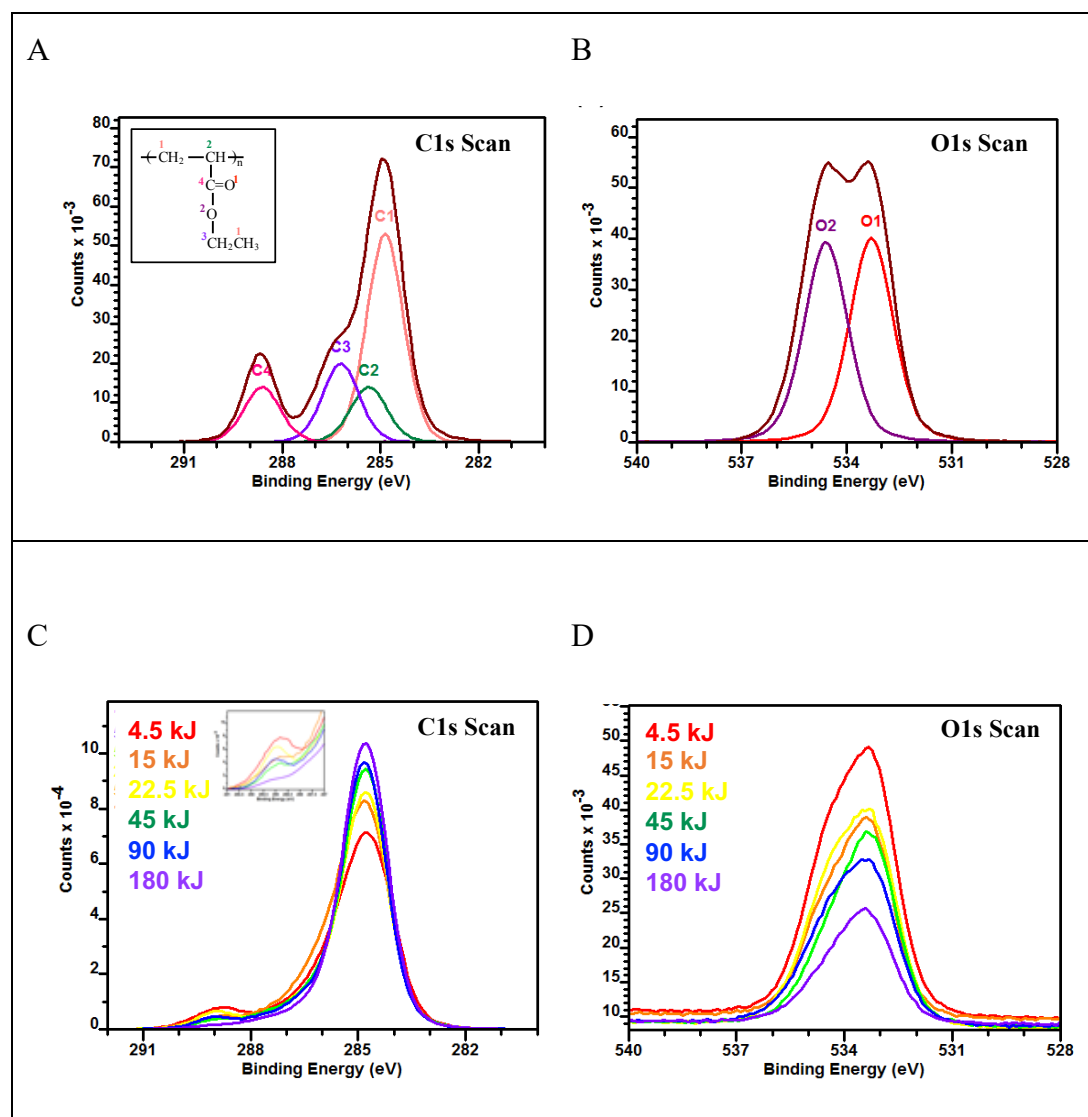 A
B
C1s Scan
O1s Scan
Counts x 10-3
80
70
50
40
30
20
10
0
1
2
CH2
CH
n
4
C=O1
2
O
3
1
CH2CH3
C1
C2
C3
C4
291
288
285
282
Binding Energy (eV)
Counts x 10-3
60
50
40
30
20
10
0
O2
O1
540
537
534
531
528
Binding Energy (eV)
C
D
C1s Scan
O1s Scan
Counts x 10-4
10
8
6
4
2
0
4.5 kJ
15 kJ
22.5 kJ
45 kJ
90 kJ
180 kJ
291
288
285
282
Binding Energy (eV)
Counts x 10-3
50
45
40
35
30
25
20
15
10
4.5 kJ
15 kJ
22.5 kJ
45 kJ
90 kJ
180 kJ
540
537
534
531
528
Binding Energy (eV)